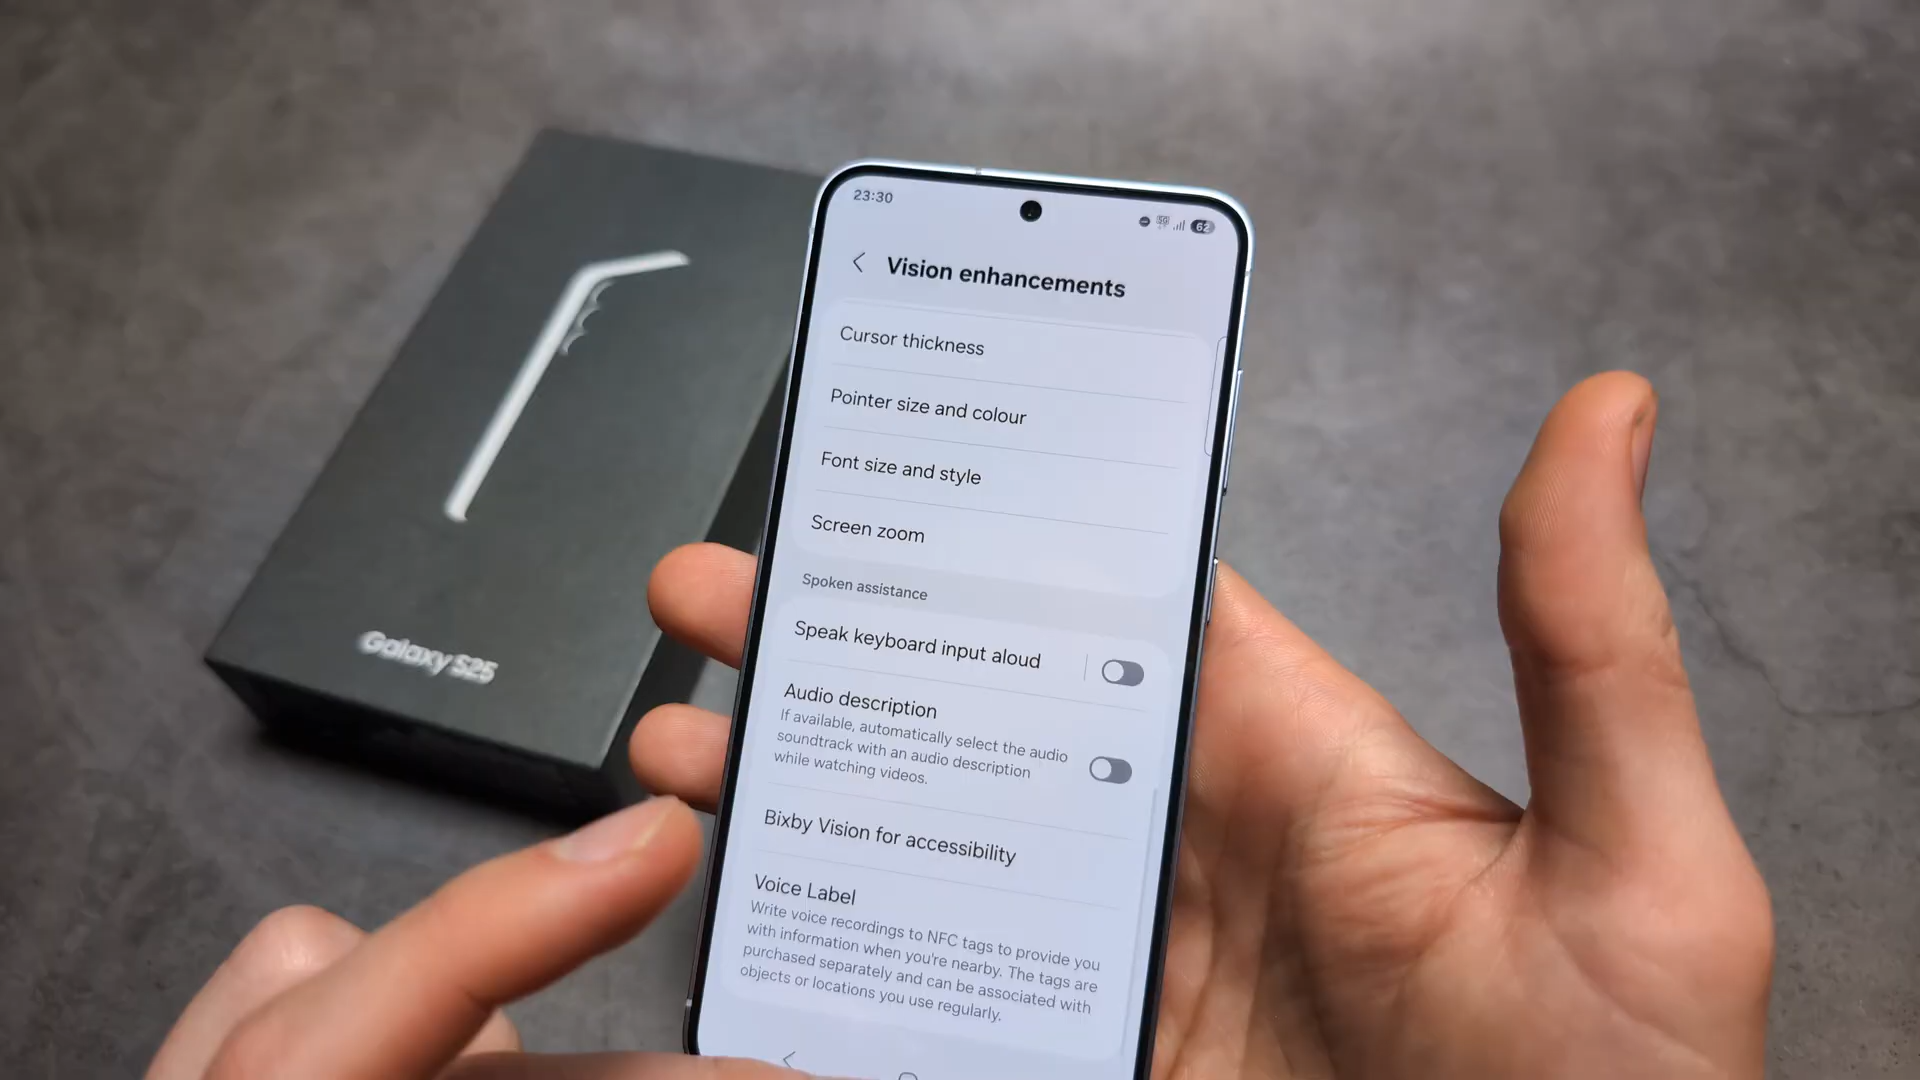 23:30
5G
62
Vision enhancements
Cursor thickness
Pointer size and colour
Font size and style
Screen zoom
Spoken assistance
Speak keyboard input aloud
Audio description
If available, automatically select the audio
soundtrack with an audio description
while watching videos.
Bixby Vision for accessibility
Voice Label
Write voice recordings to NFC tags to provide you
with information when you're nearby. The tags are
purchased separately and can be associated with
objects or locations you use regularly.
Galaxy S25